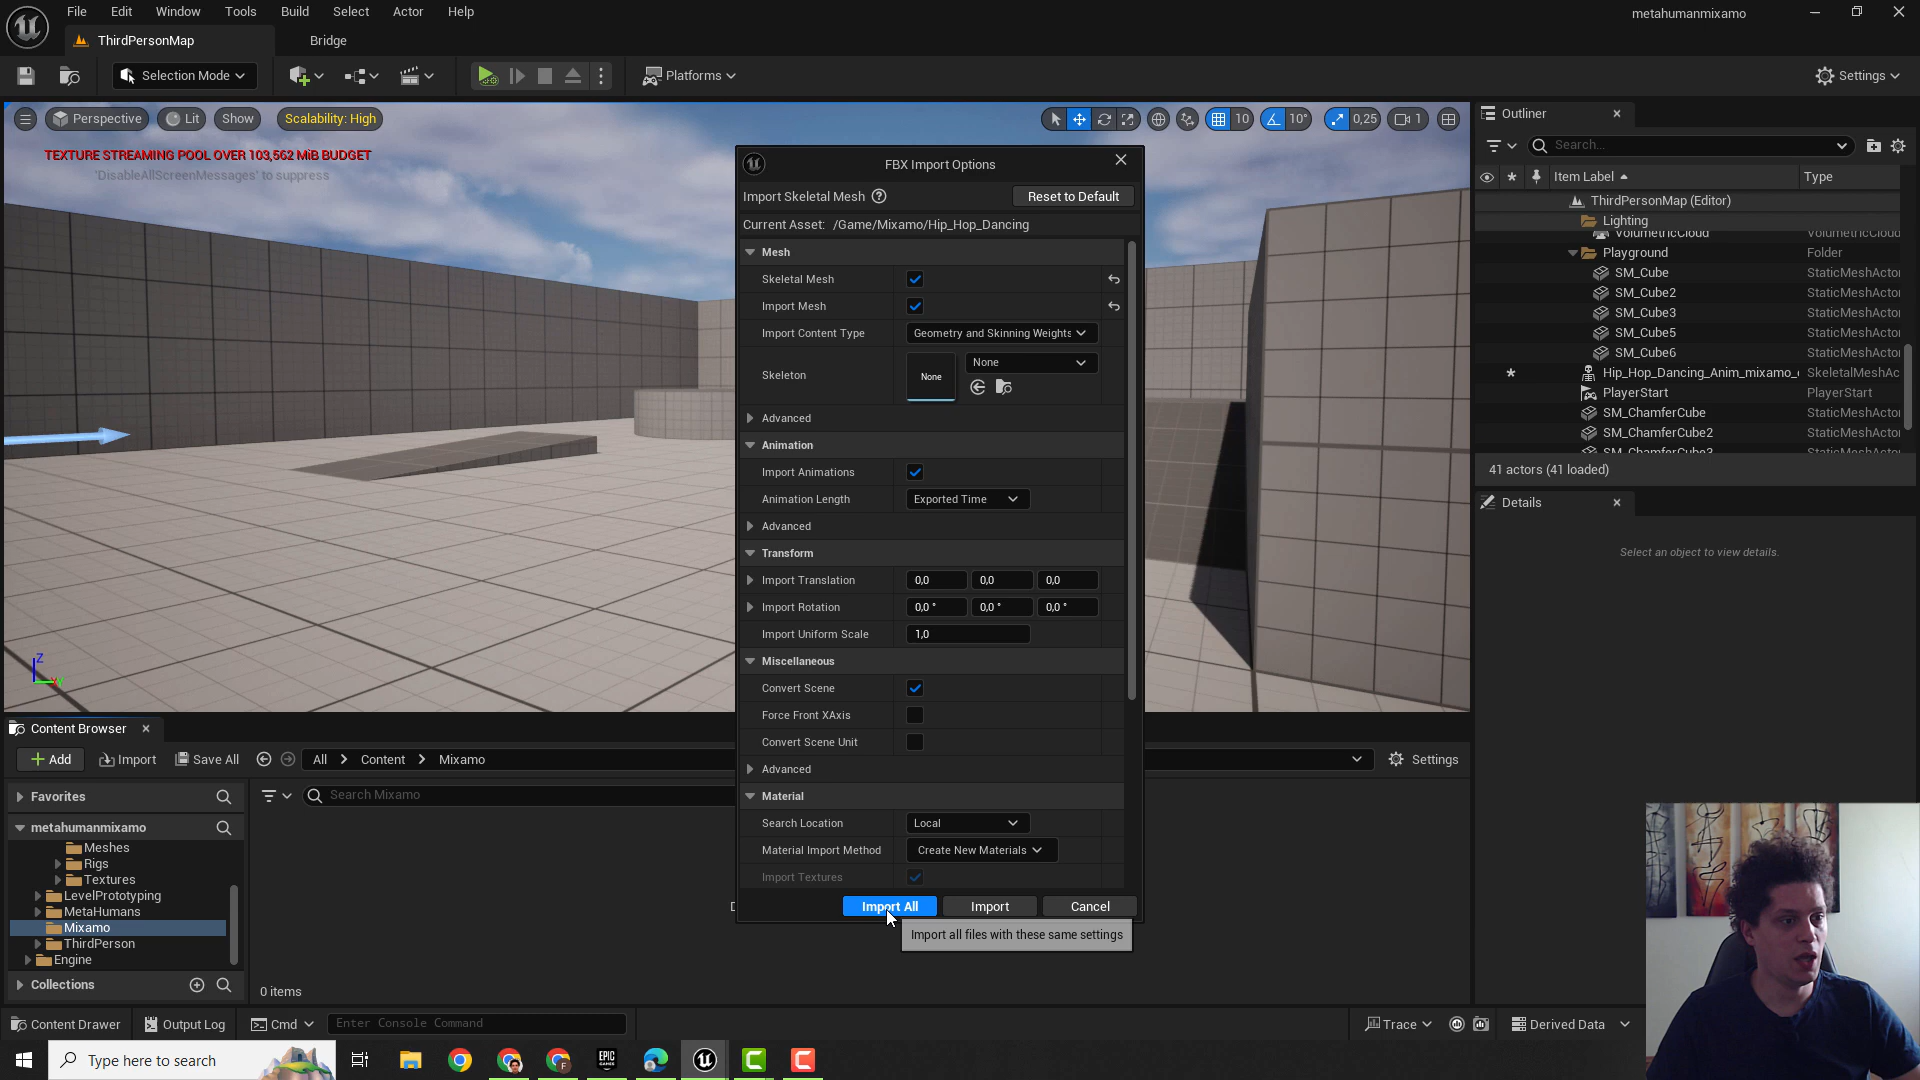 File Edit Window Tools Build Select Actor Help
metahumanmixamo
ThirdPersonMap
Bridge
Selection Mode
Platforms
Settings
Perspective Lit Show Scalability: High
10 10° 0,25 1
TEXTURE STREAMING POOL OVER 103,562 MiB BUDGET
'DisableAllScreenMessages' to suppress
Outliner
Search...
Item Label Type
ThirdPersonMap (Editor)
Lighting
VolumetricCloud VolumetricCloud
Playground Folder
SM_Cube StaticMeshActor
SM_Cube2 StaticMeshActor
SM_Cube3 StaticMeshActor
SM_Cube5 StaticMeshActor
SM_Cube6 StaticMeshActor
Hip_Hop_Dancing_Anim_mixamo_ SkeletalMeshAc
PlayerStart PlayerStart
SM_ChamferCube StaticMeshActor
SM_ChamferCube2 StaticMeshActor
SM_ChamferCube3 StaticMeshActor
41 actors (41 loaded)
Details
Select an object to view details.
FBX Import Options
Import Skeletal Mesh
Reset to Default
Current Asset: /Game/Mixamo/Hip_Hop_Dancing
Mesh
Skeletal Mesh
Import Mesh
Import Content Type Geometry and Skinning Weights
Skeleton None None
Advanced
Animation
Import Animations
Animation Length Exported Time
Advanced
Transform
Import Translation 0,0 0,0 0,0
Import Rotation 0,0 ° 0,0 ° 0,0 °
Import Uniform Scale 1,0
Miscellaneous
Convert Scene
Force Front XAxis
Convert Scene Unit
Advanced
Material
Search Location Local
Material Import Method Create New Materials
Import Textures
Import All Import Cancel
Import all files with these same settings
Z
Y
Content Browser
Add Import Save All All Content Mixamo
Settings
Favorites
Search Mixamo
metahumanmixamo
Meshes
Rigs
Textures
LevelPrototyping
MetaHumans
Mixamo
ThirdPerson
Engine
Collections
0 items
Content Drawer Output Log Cmd Enter Console Command
Trace Derived Data
Type here to search
EPIC GAMES